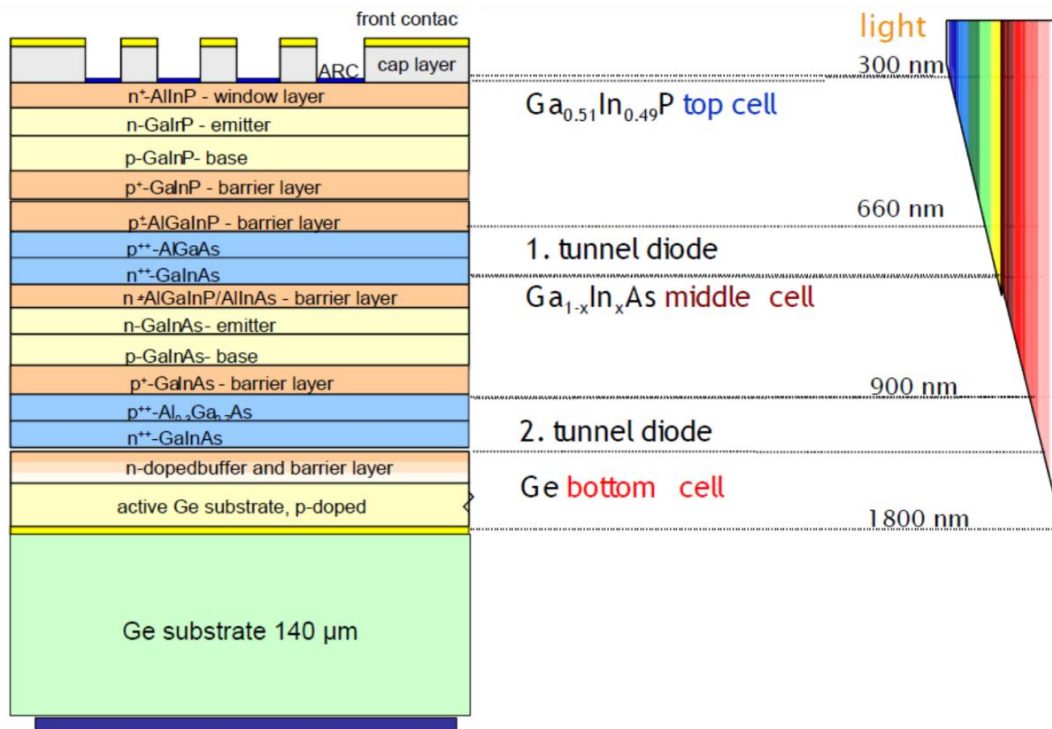 front contac
light
ARC
cap layer
300 nm
n⁺-AlInP - window layer
Ga₀.₅₁In₀.₄₉P top cell
n-GaInP - emitter
p-GaInP- base
p⁺-GaInP - barrier layer
660 nm
p⁺-AlGaInP - barrier layer
p⁺⁺-AlGaAs
1. tunnel diode
n⁺⁺-GaInAs
n⁺-AlGaInP/AlInAs - barrier layer
Ga₁₋ₓInₓAs middle cell
n-GaInAs- emitter
p-GaInAs- base
p⁺-GaInAs - barrier layer
900 nm
p⁺⁺-Al₀.₃Ga₀.₇As
n⁺⁺-GaInAs
2. tunnel diode
n-dopedbuffer and barrier layer
Ge bottom cell
active Ge substrate, p-doped
1800 nm
Ge substrate 140 µm